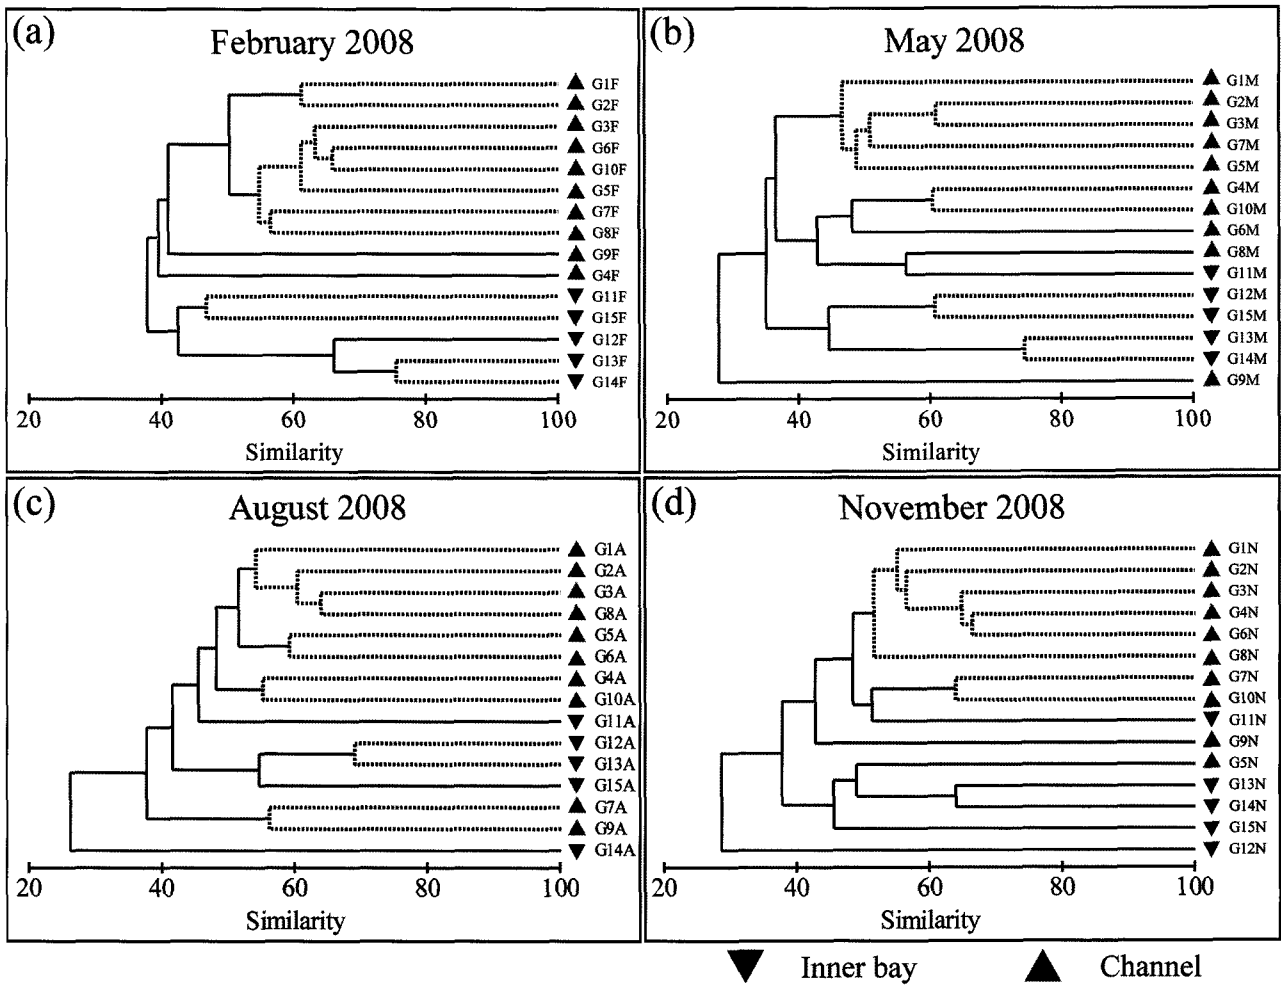 (a)
February 2008
G1F
G2F
G3F
G6F
G10F
G5F
G7F
G8F
G9F
G4F
G11F
G15F
G12F
G13F
G14F
20 40 60 80 100
Similarity
(b)
May 2008
G1M
G2M
G3M
G7M
G5M
G4M
G10M
G6M
G8M
G11M
G12M
G15M
G13M
G14M
G9M
20 40 60 80 100
Similarity
(c)
August 2008
G1A
G2A
G3A
G8A
G5A
G6A
G4A
G10A
G11A
G12A
G13A
G15A
G7A
G9A
G14A
20 40 60 80 100
Similarity
(d)
November 2008
G1N
G2N
G3N
G4N
G6N
G8N
G7N
G10N
G11N
G9N
G5N
G13N
G14N
G15N
G12N
20 40 60 80 100
Similarity
Inner bay Channel